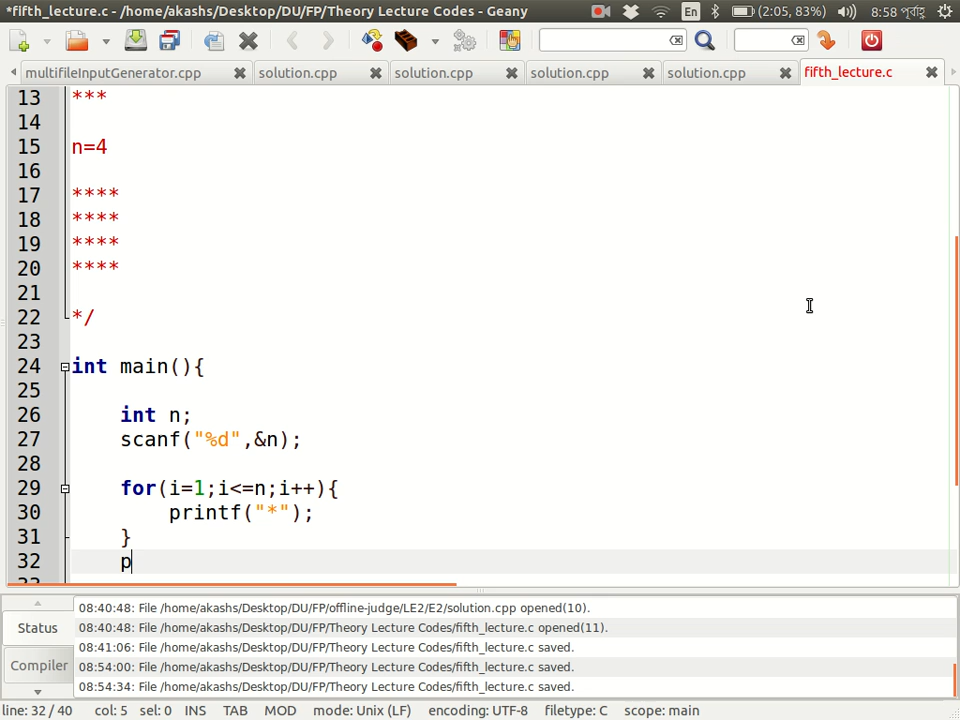 *fifth_lecture.c - /home/akashs/Desktop/DU/FP/Theory Lecture Codes - Geany
En
(2:05, 83%)
8:58 পূর্বাহ্ণ
multifileInputGenerator.cpp
solution.cpp
solution.cpp
solution.cpp
solution.cpp
fifth_lecture.c
13 ***
14
15 n=4
16
17 ****
18 ****
19 ****
20 ****
21
22 */
23
24 int main(){
25
26 int n;
27 scanf("%d",&n);
28
29 for(i=1;i<=n;i++){
30 printf("*");
31 }
32 p
33
Status
Compiler
08:40:48: File /home/akashs/Desktop/DU/FP/offline-judge/LE2/E2/solution.cpp opened(10).
08:40:48: File /home/akashs/Desktop/DU/FP/Theory Lecture Codes/fifth_lecture.c opened(11).
08:41:06: File /home/akashs/Desktop/DU/FP/Theory Lecture Codes/fifth_lecture.c saved.
08:54:00: File /home/akashs/Desktop/DU/FP/Theory Lecture Codes/fifth_lecture.c saved.
08:54:34: File /home/akashs/Desktop/DU/FP/Theory Lecture Codes/fifth_lecture.c saved.
line: 32 / 40 col: 5 sel: 0 INS TAB MOD mode: Unix (LF) encoding: UTF-8 filetype: C scope: main